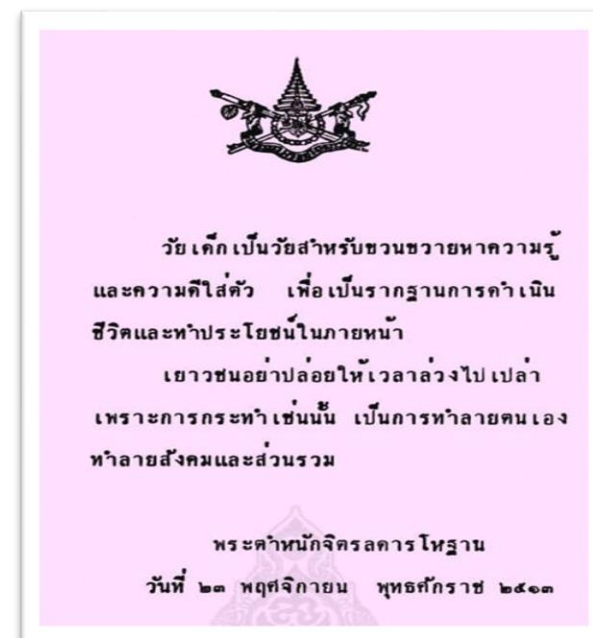 วัยเด็กเป็นวัยสำหรับขวนขวายหาความรู้
และความดีใส่ตัว เพื่อเป็นรากฐานการดำเนิน
ชีวิตและทำประโยชน์ในภายหน้า
เยาวชนอย่าปล่อยให้เวลาล่วงไปเปล่า
เพราะการกระทำเช่นนั้น เป็นการทำลายตนเอง
ทำลายสังคมและส่วนรวม
พระตำหนักจิตรลดารโหฐาน
วันที่ ๒๓ พฤศจิกายน พุทธศักราช ๒๕๑๓